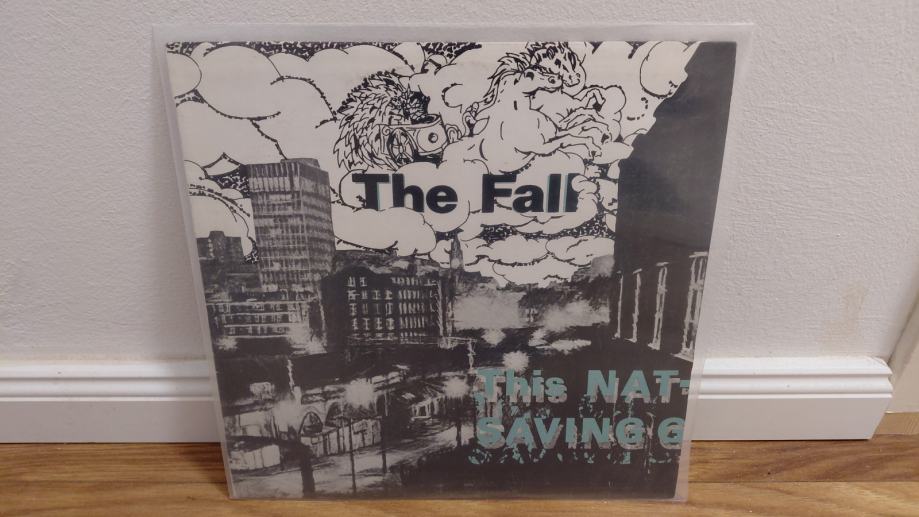 The Fall
This NAT-
SAVING G